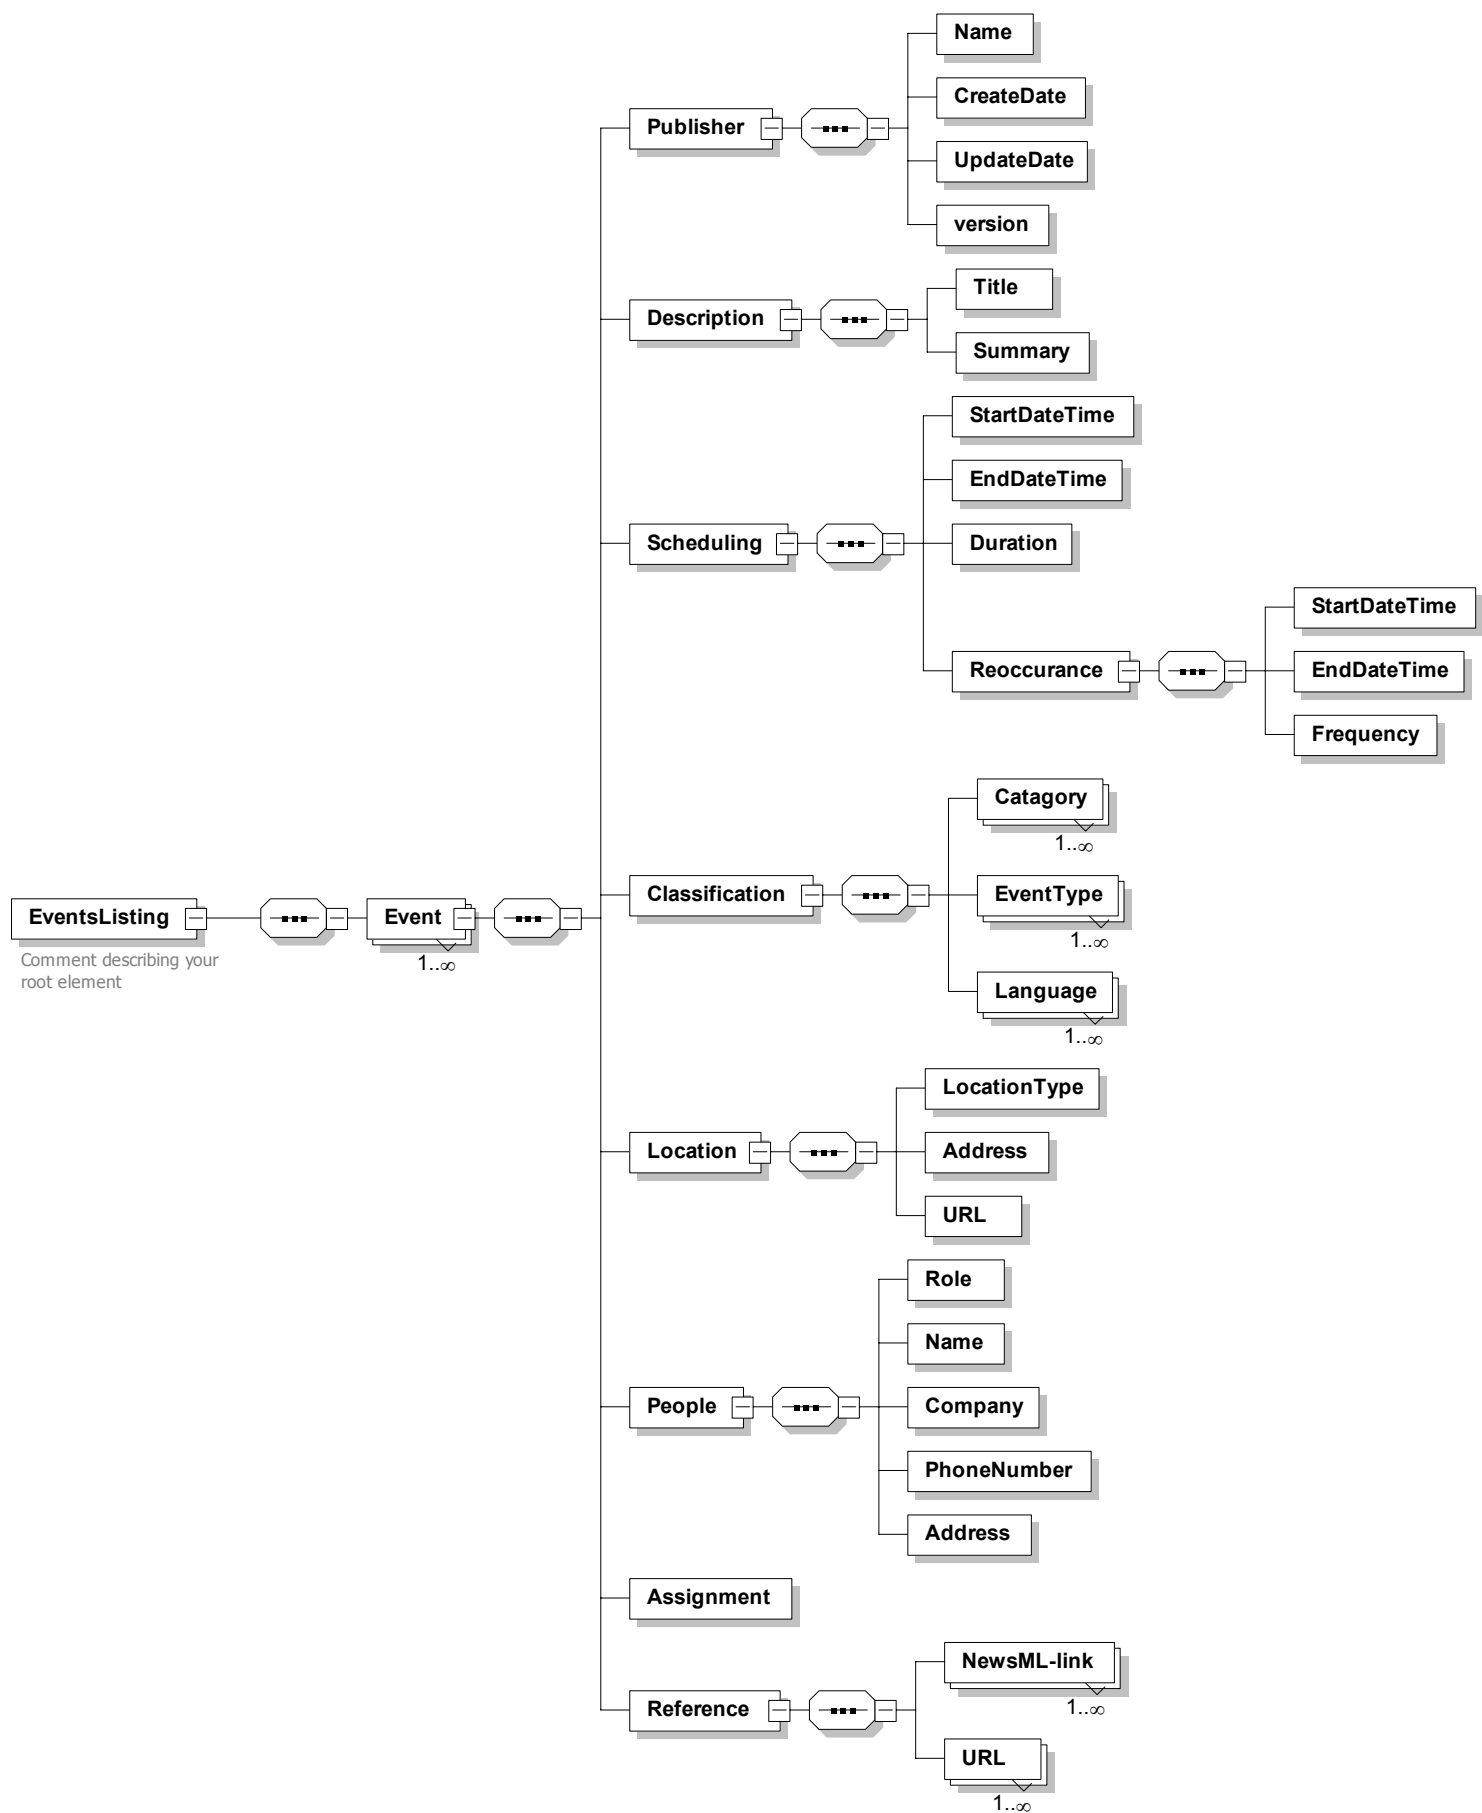 Name
CreateDate
Publisher
UpdateDate
version
Title
Description
Summary
StartDateTime
EndDateTime
Scheduling
Duration
StartDateTime
Reoccurance
EndDateTime
Frequency
Catagory
1..∞
Classification
EventType
1..∞
EventsListing
Event
Comment describing your
root element
1..∞
Language
1..∞
LocationType
Location
Address
URL
Role
Name
People
Company
PhoneNumber
Address
Assignment
NewsML-link
1..∞
Reference
URL
1..∞